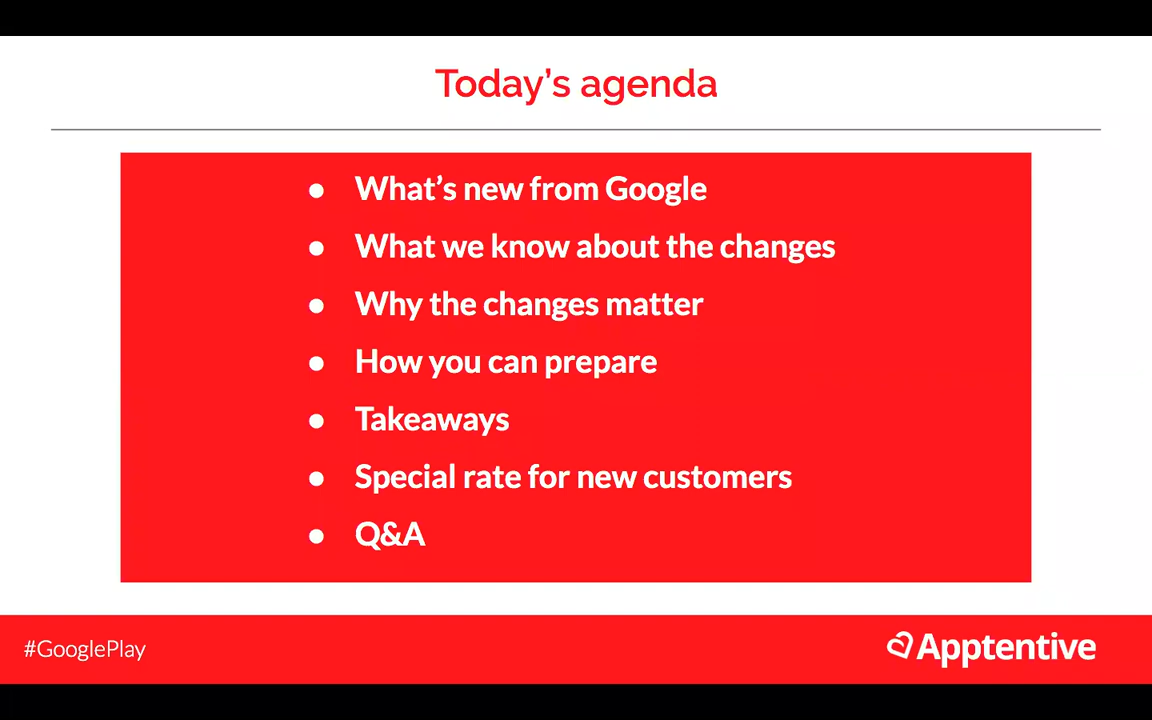 Today’s agenda
● What’s new from Google
● What we know about the changes
● Why the changes matter
● How you can prepare
● Takeaways
● Special rate for new customers
● Q&A
#GooglePlay
Apptentive